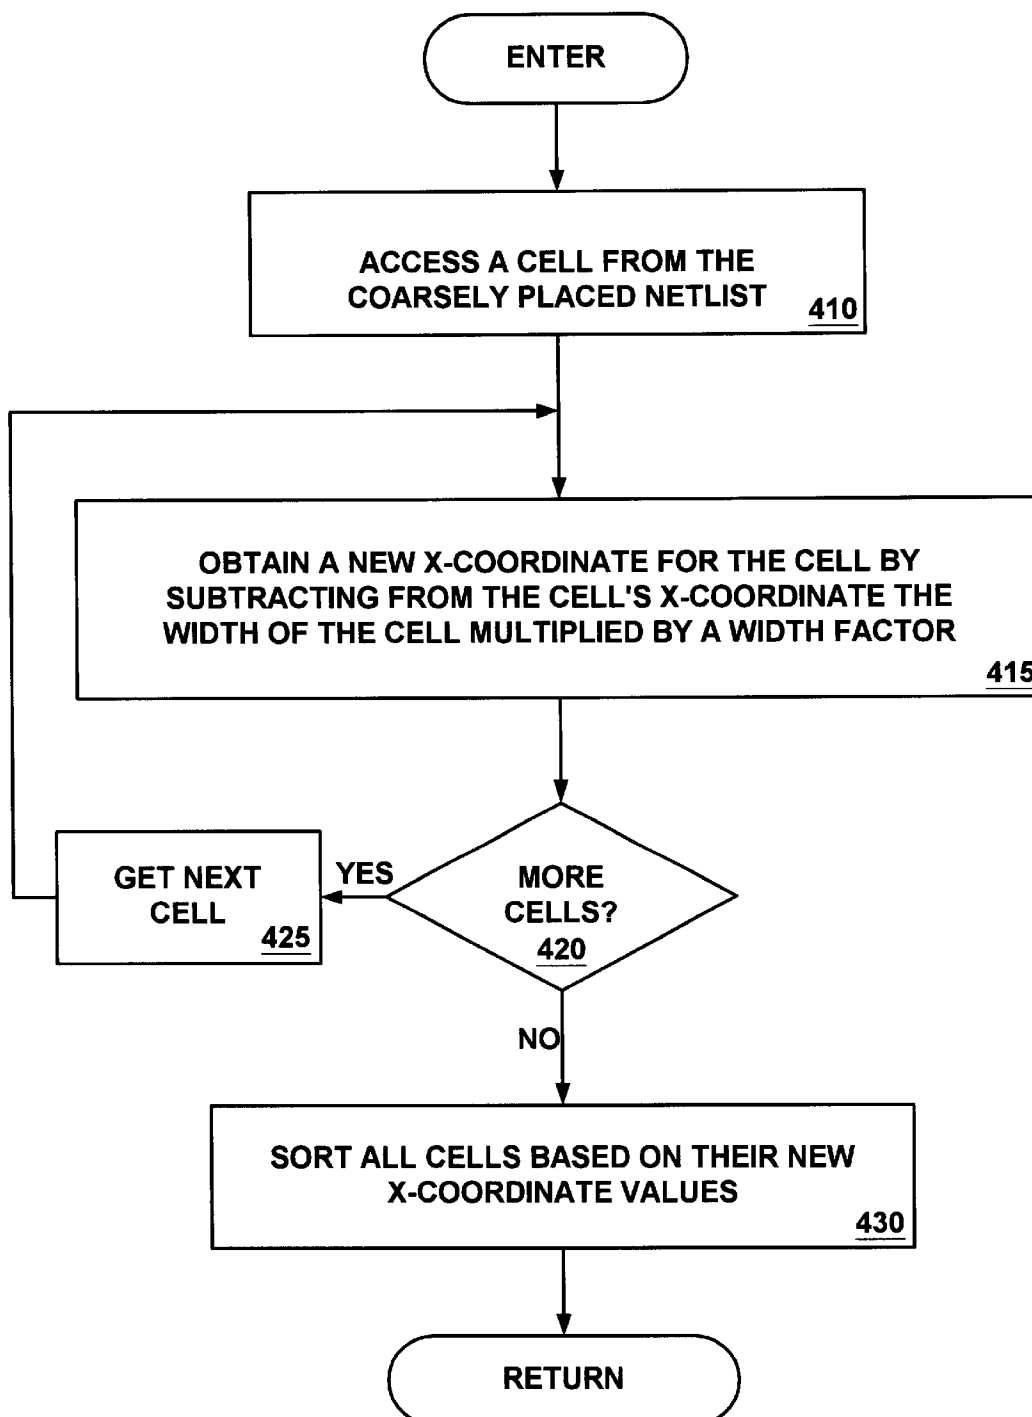 ENTER
ACCESS A CELL FROM THE
COARSELY PLACED NETLIST
410
OBTAIN A NEW X-COORDINATE FOR THE CELL BY
SUBTRACTING FROM THE CELL'S X-COORDINATE THE
WIDTH OF THE CELL MULTIPLIED BY A WIDTH FACTOR
415
GET NEXT
CELL
425
YES
MORE
CELLS?
420
NO
SORT ALL CELLS BASED ON THEIR NEW
X-COORDINATE VALUES
430
RETURN